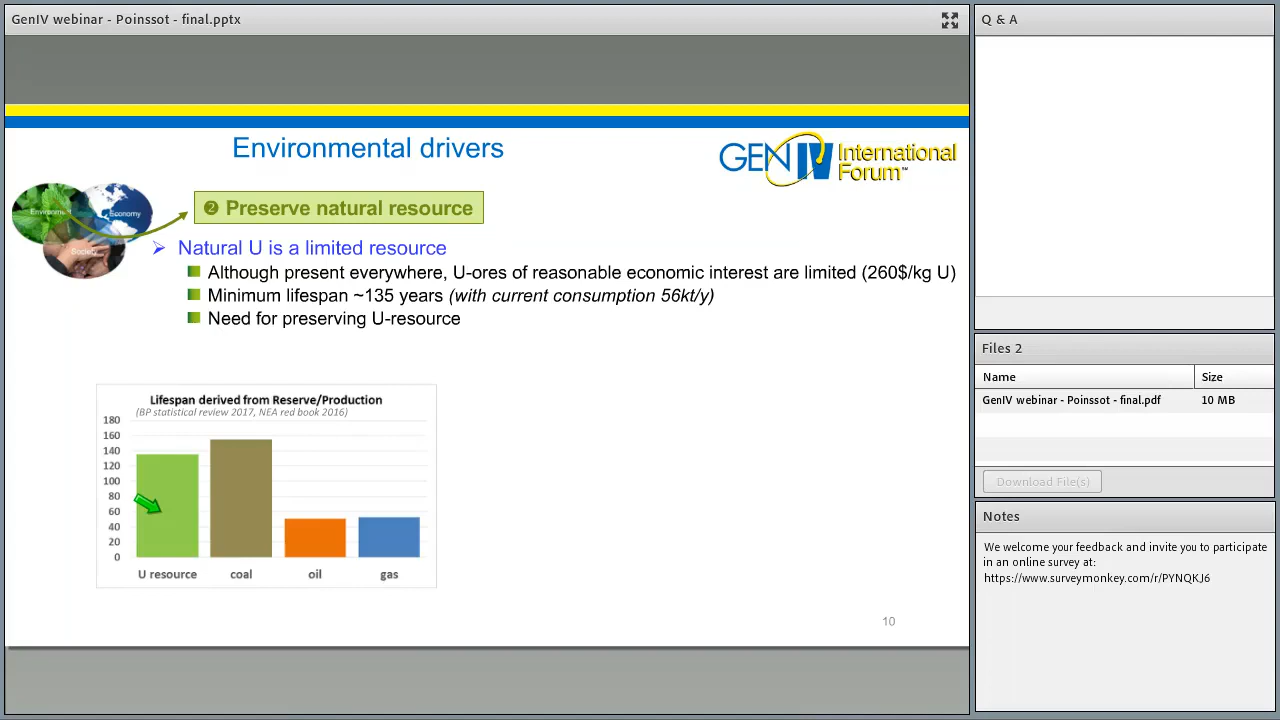 GenIV webinar - Poinssot - final.pptx
Environmental drivers
GENIV International
Forum™
Environment
Economy
Society
❷ Preserve natural resource
Natural U is a limited resource
Although present everywhere, U-ores of reasonable economic interest are limited (260$/kg U)
Minimum lifespan ~135 years (with current consumption 56kt/y)
Need for preserving U-resource
Lifespan derived from Reserve/Production
(BP statistical review 2017, NEA red book 2016)
180
160
140
120
100
80
60
40
20
0
U resource coal oil gas
10
Q & A
Files 2
Name Size
GenIV webinar - Poinssot - final.pdf 10 MB
Download File(s)
Notes
We welcome your feedback and invite you to participate
in an online survey at:
https://www.surveymonkey.com/r/PYNQKJ6